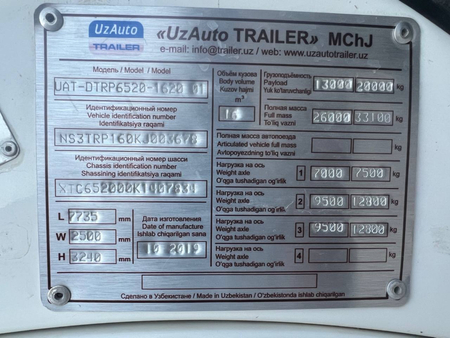 UzAuto
TRAILER
«UzAuto TRAILER» MChJ
e-mail: info@trailer.uz / web: www.uzautotrailer.uz
Модель / Model / Model
UAT-DTRP6520-1620 01
Идентификационный номер
Vehicle identification number
Identifikatsiya raqami
NS3TRP160KJ003678
Идентификационный номер шасси
Chassis identification number
Shassining identifikatsiya raqami
L 7735 mm
W 2500 mm
H 3240 mm
Дата изготовления
Date of manufacture
Ishlab chiqarilgan sana
10 2019
Объём кузова
Body volume
Kuzov hajmi
m³
16
Грузоподъёмность
Payload
Yuk ko'taruvchanligi
13000 20000 kg
Полная масса
Full mass
To'liq vazni
26000 33100 kg
Полная масса автопоезда
Articulated vehicle full mass
Avtopoyezdning to'liq vazni
kg
Нагрузка на ось
Weight axle
O'qga tushadigan og'irlik
1 7000 7500 kg
Нагрузка на ось
Weight axle
O'qga tushadigan og'irlik
2 9500 12800 kg
Нагрузка на ось
Weight axle
O'qga tushadigan og'irlik
3 9500 12800 kg
Нагрузка на ось
Weight axle
O'qga tushadigan og'irlik
4 kg
Сделано в Узбекистане / Made in Uzbekistan / O'zbekistonda ishlab chiqarilgan